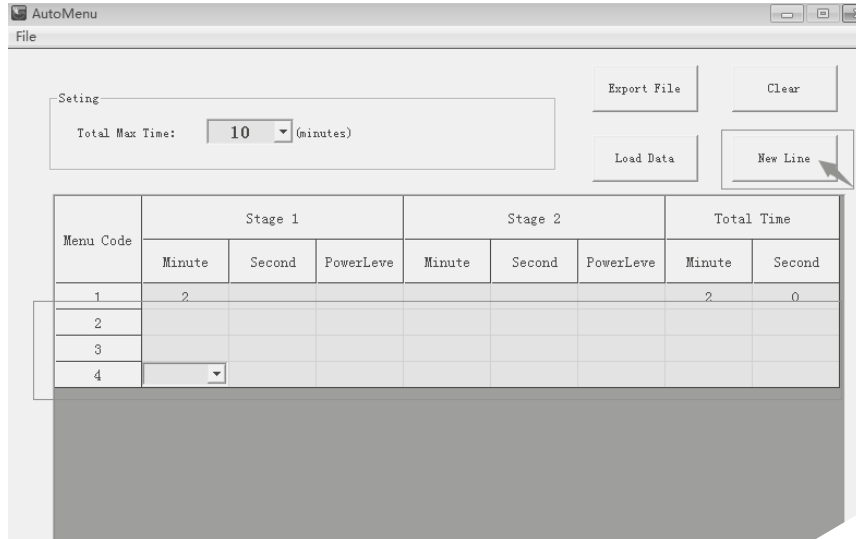 AutoMenu
File
Seting
Total Max Time: 10 (minutes)
Export File Clear
Load Data New Line
Menu Code Stage 1 Stage 2 Total Time
Minute Second PowerLeve Minute Second PowerLeve Minute Second
1 2 2 0
2
3
4